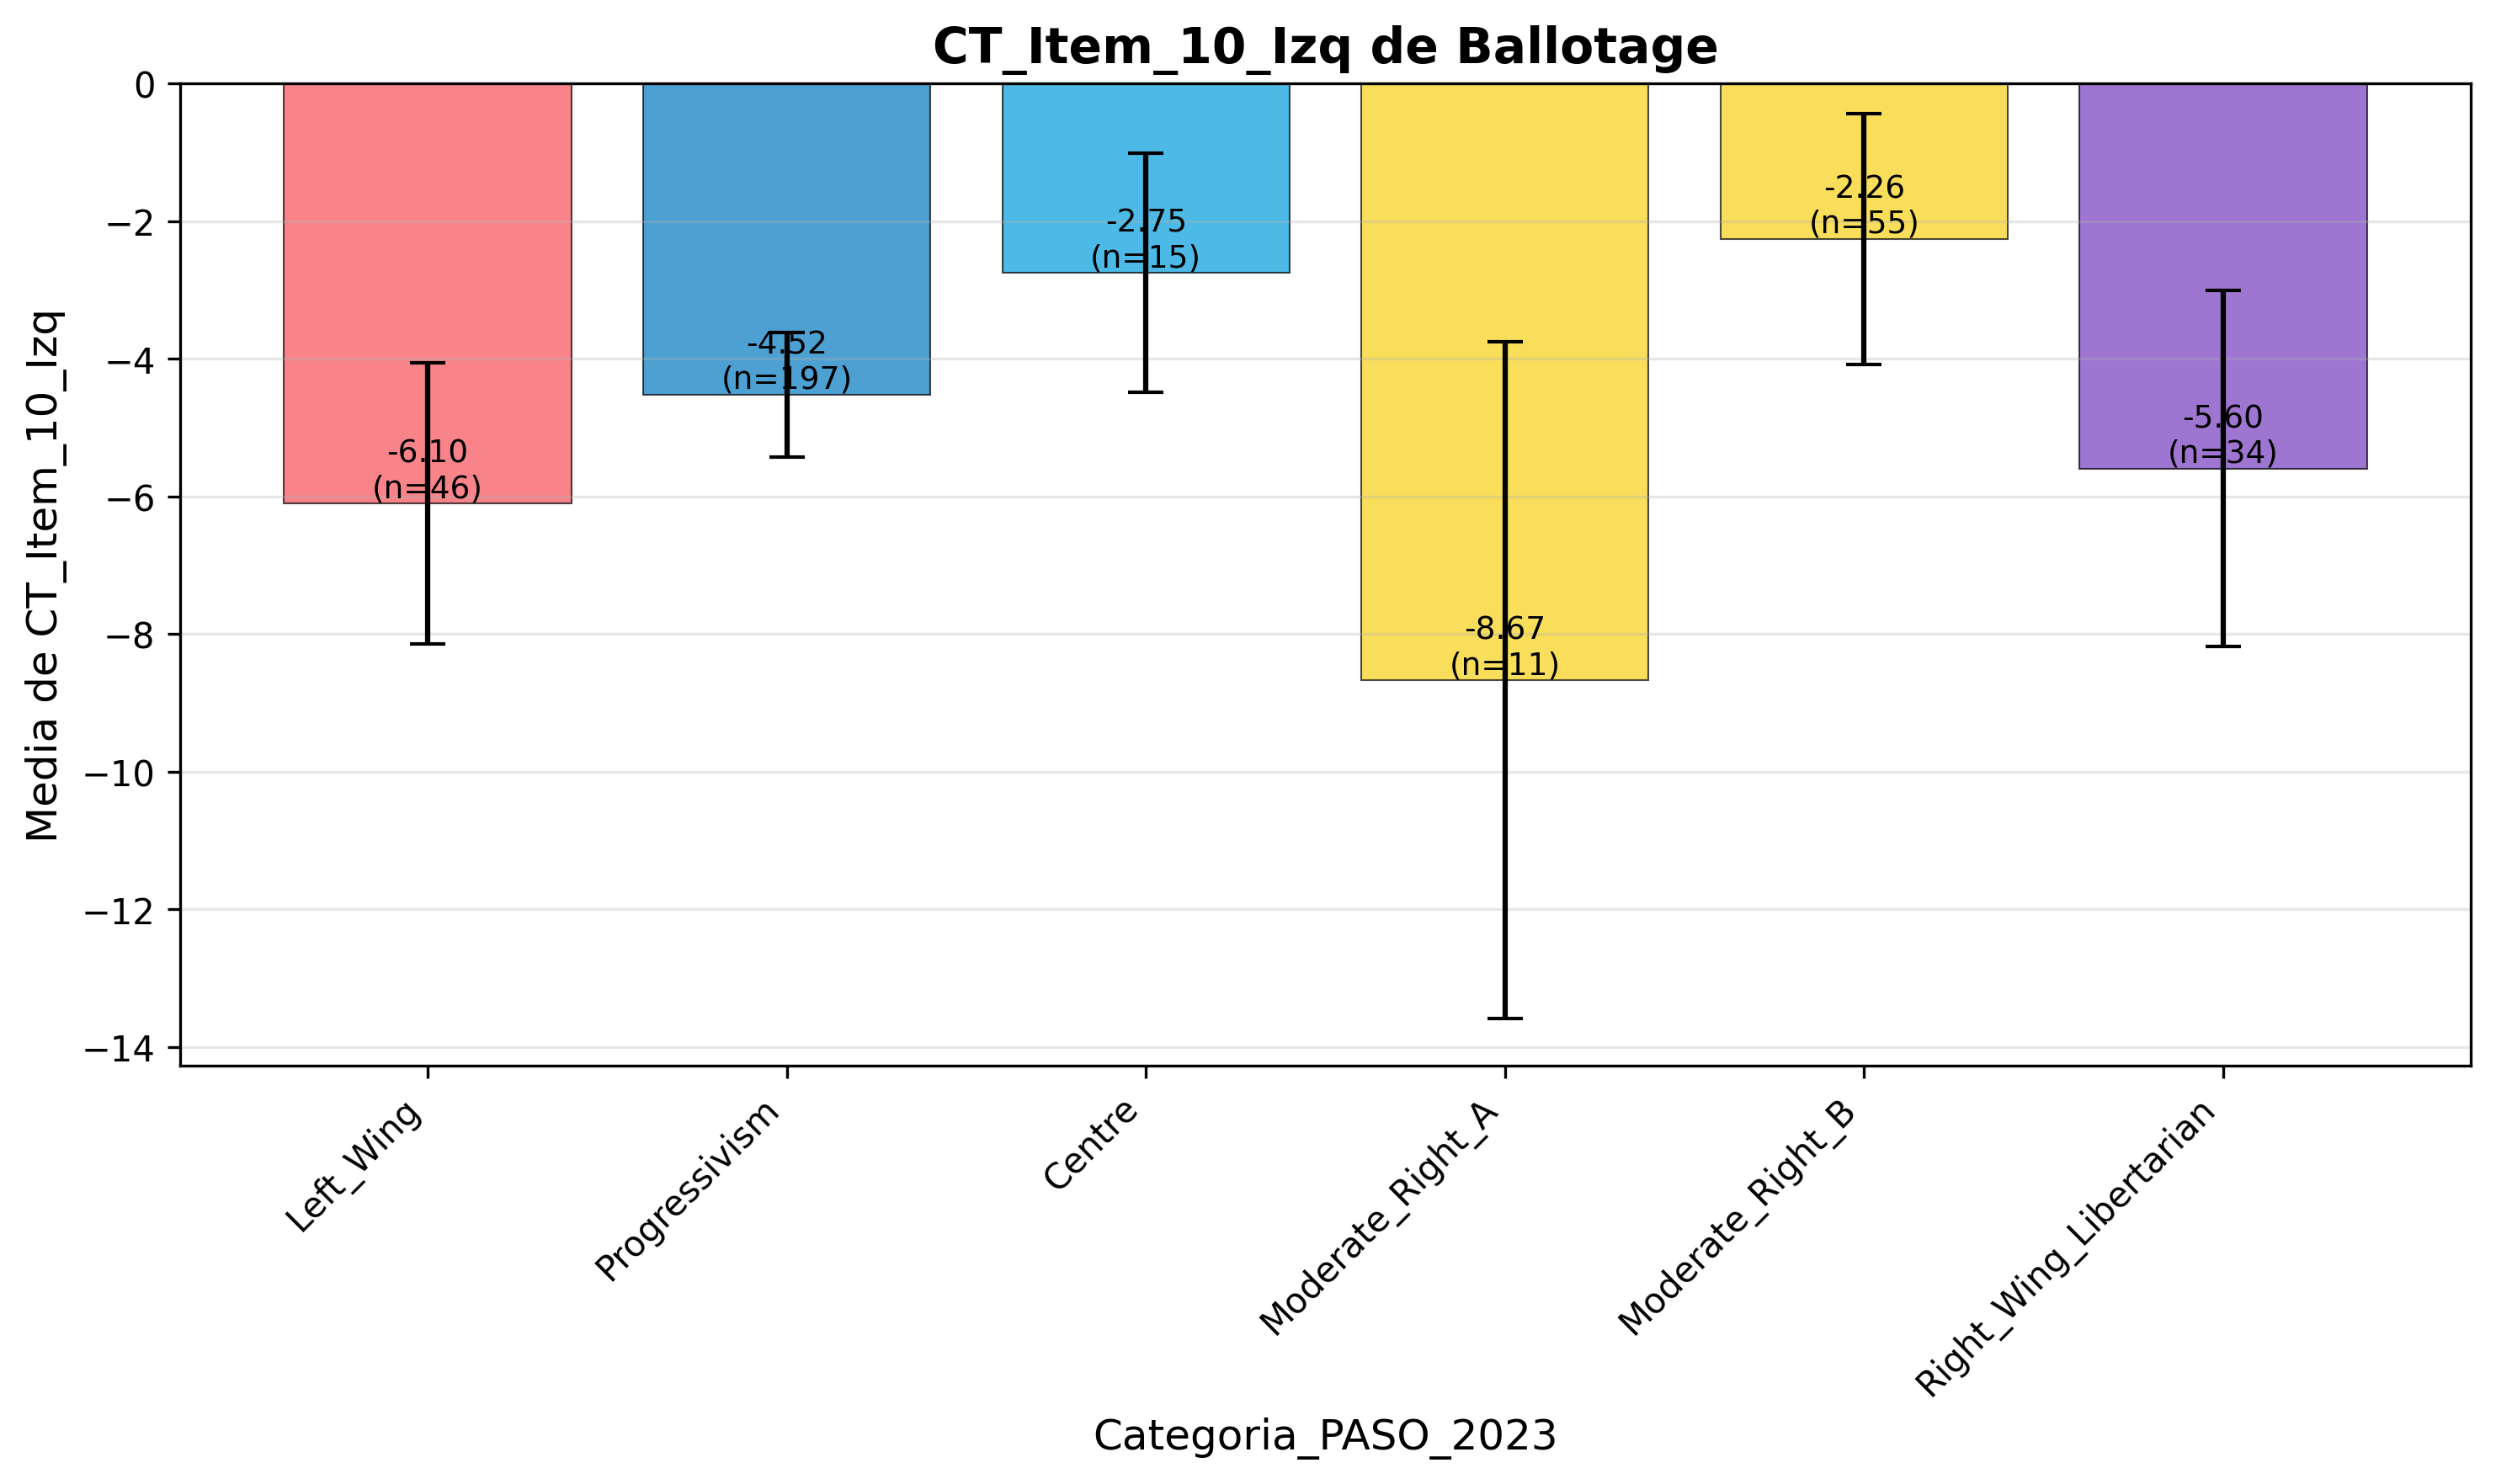 CT_Item_10_Izq de Ballotage
Media de CT_Item_10_Izq
0
−2
−4
−6
−8
−10
−12
−14
-6.10
(n=46)
-4.52
(n=197)
-2.75
(n=15)
-8.67
(n=11)
-2.26
(n=55)
-5.60
(n=34)
Left_Wing
Progressivism
Centre
Moderate_Right_A
Moderate_Right_B
Right_Wing_Libertarian
Categoria_PASO_2023